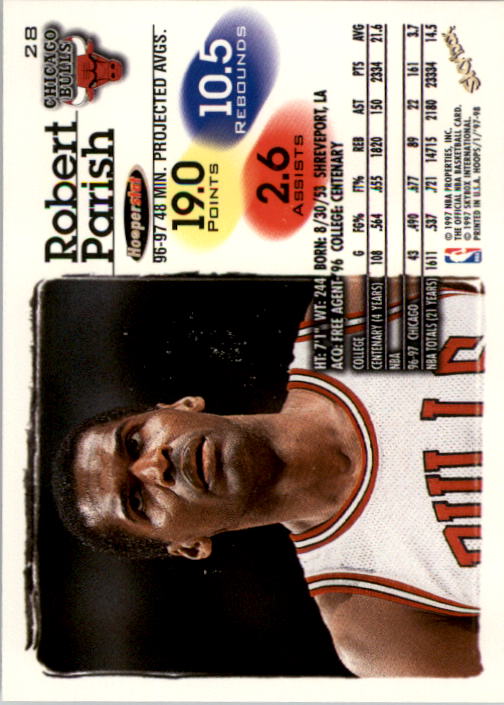 28
CHICAGO
BULLS
Robert
Parish
HooperStat
96-97 48 MIN. PROJECTED AVGS.
19.0
POINTS
10.5
REBOUNDS
2.6
ASSISTS
HT: 7'1" WT: 244 BORN: 8/30/53 SHREVEPORT, LA
ACQ: FREE AGENT, '96 COLLEGE: CENTENARY
COLLEGE G FG% FT% REB AST PTS AVG
CENTENARY (4 YEARS) 108 .564 .655 1820 150 2334 21.6
NBA
96-97 CHICAGO 43 .490 .677 89 22 161 3.7
NBA TOTALS (21 YEARS) 1611 .537 .721 14715 2180 23334 14.5
© 1997 NBA PROPERTIES, INC.
THE OFFICIAL NBA BASKETBALL CARD.
© 1997 SKYBOX INTERNATIONAL.
PRINTED IN U.S.A. HOOPS/1/'97-98
SKYBOX